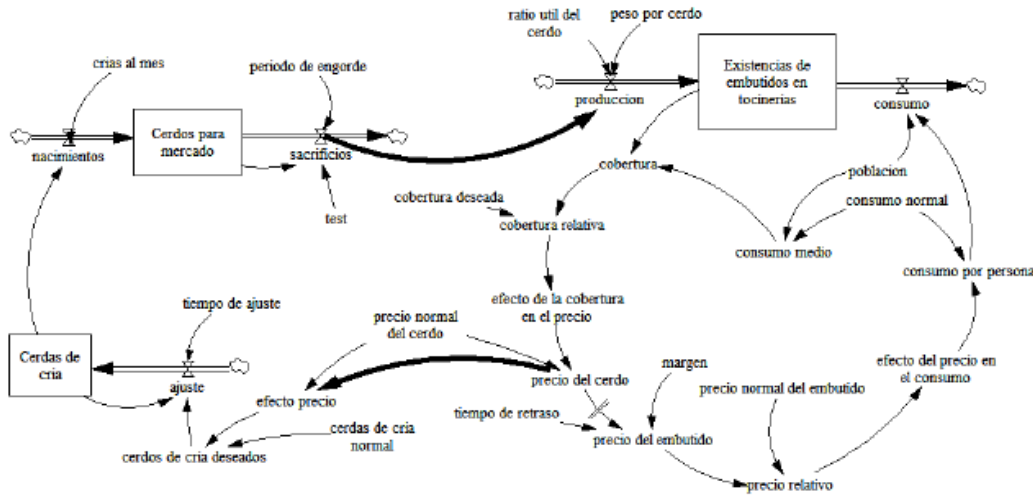 ratio util del
cerdo
peso por cerdo
crias al mes
periodo de engorde
Existencias de
embutidos en
tocinerias
produccion
consumo
Cerdos para
mercado
nacimientos
sacrificios
cobertura
poblacion
test
cobertura deseada
consumo normal
cobertura relativa
consumo medio
consumo por persona
tiempo de ajuste
efecto de la cobertura
en el precio
precio normal
del cerdo
Cerdas de
cria
margen
efecto del precio en
el consumo
ajuste
precio del cerdo
precio normal del embutido
efecto precio
tiempo de retraso
cerdas de cria
normal
precio del embutido
cerdos de cria deseados
precio relativo